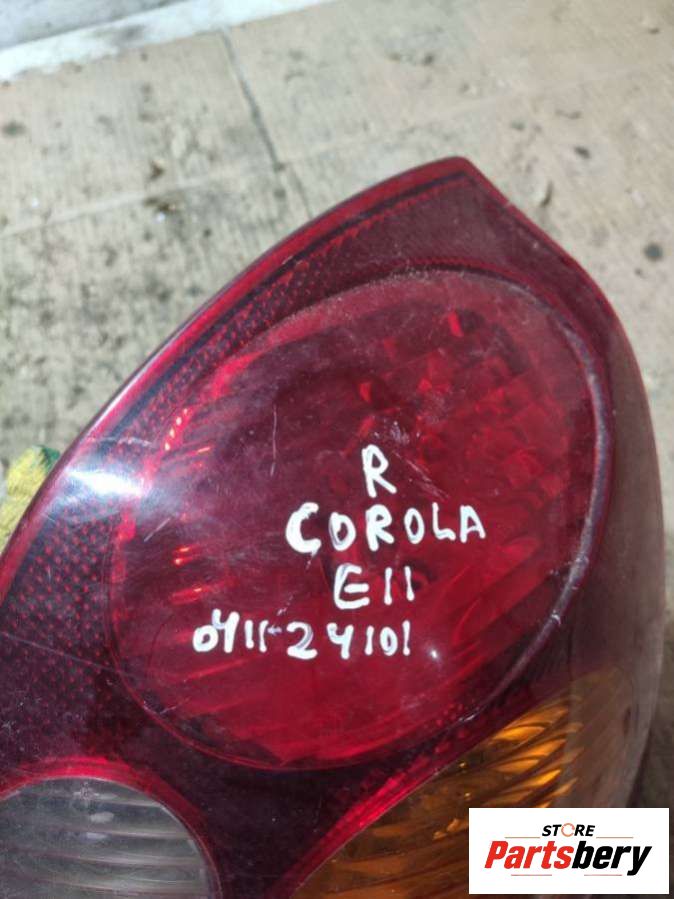 R
COROLA
E11
0411-24101
STORE
Partsbery